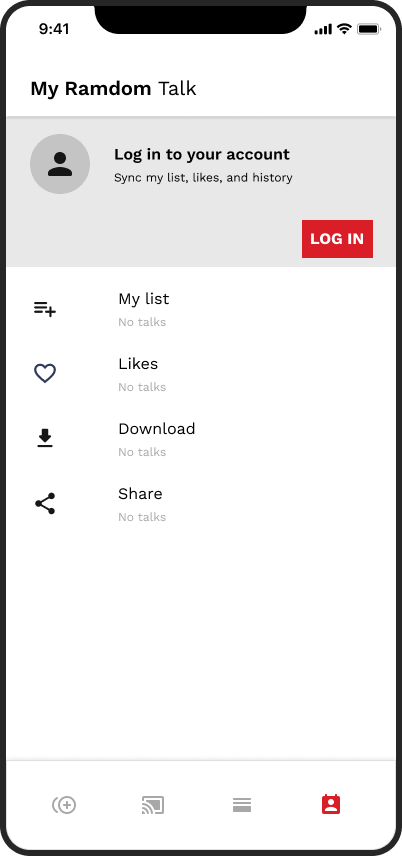 9:41
My Ramdom Talk
Log in to your account
Sync my list, likes, and history
LOG IN
My list
No talks
Likes
No talks
Download
No talks
Share
No talks